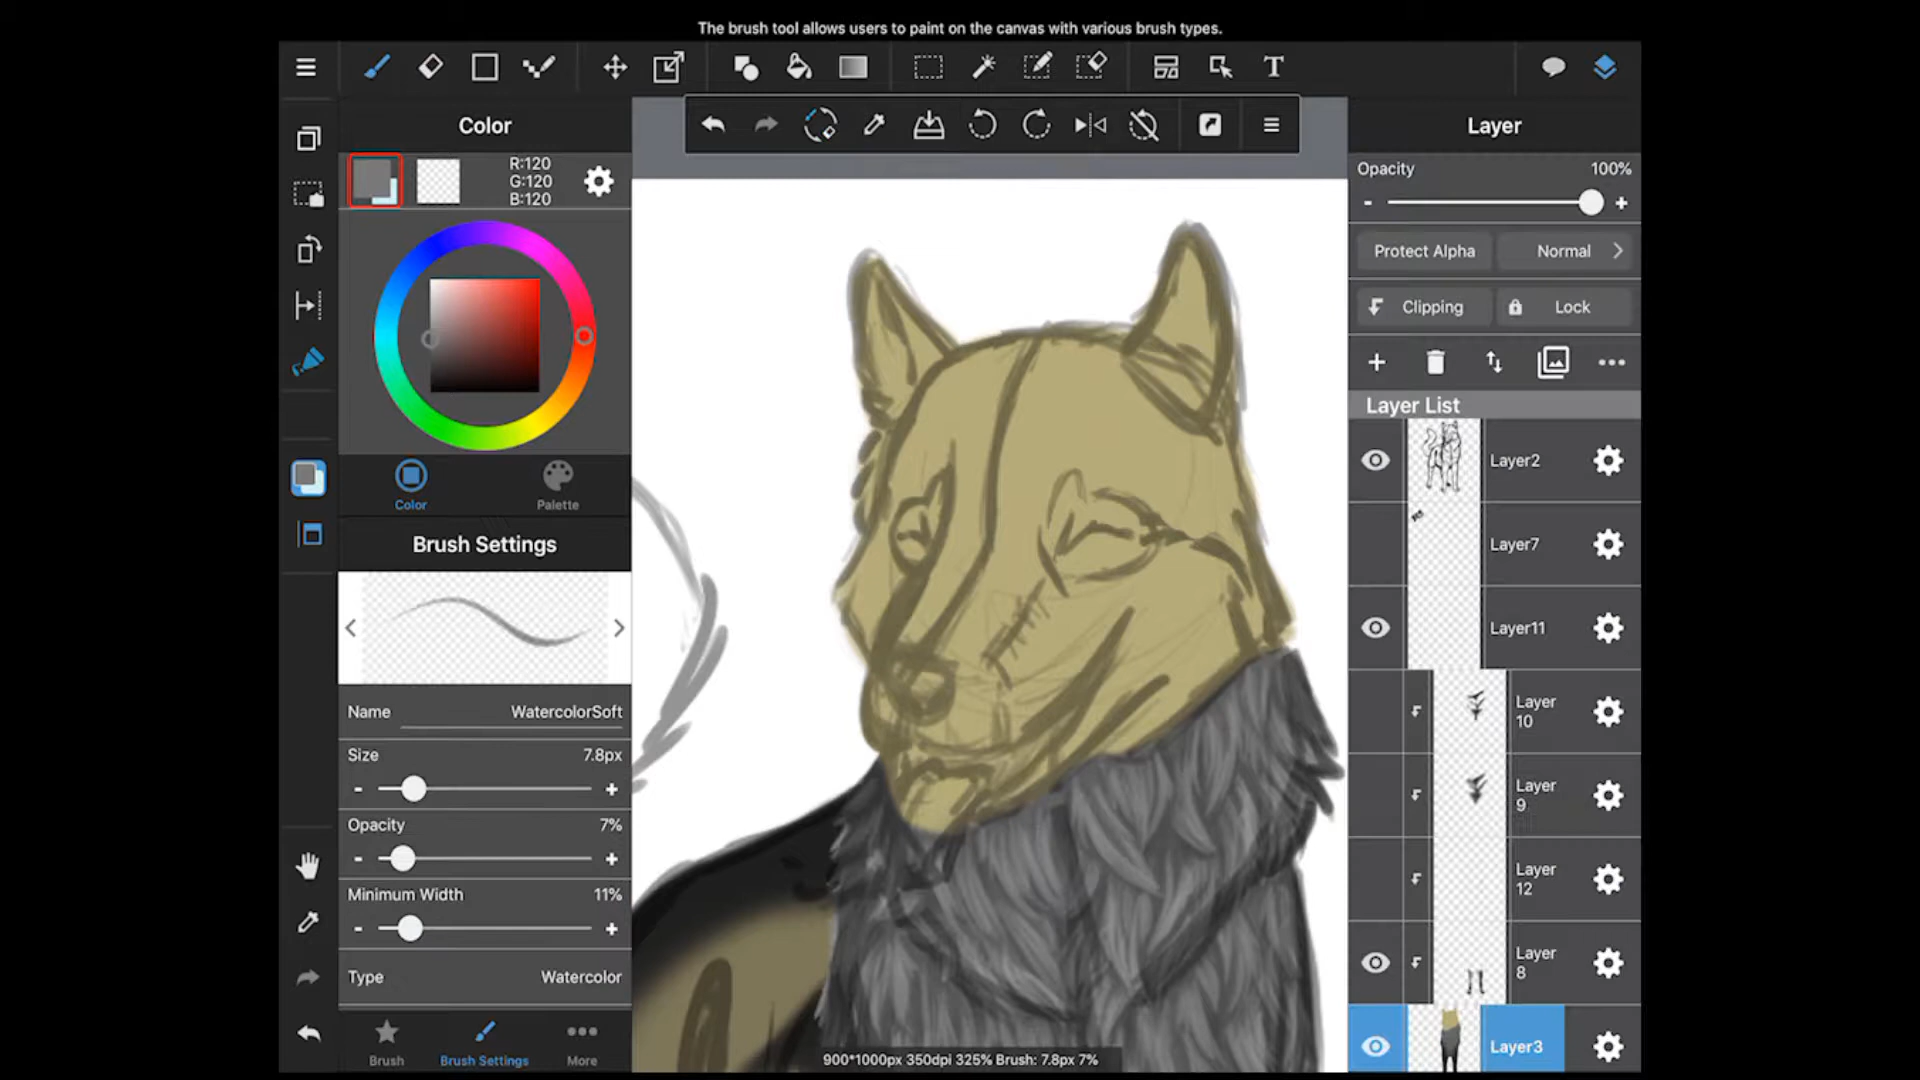 The brush tool allows users to paint on the canvas with various brush types.
T
Color
R:120
G:120
B:120
Color
Palette
Brush Settings
Name WatercolorSoft
Size 7.8px
- +
Opacity 7%
- +
Minimum Width 11%
- +
Type Watercolor
Brush
Brush Settings
More
900*1000px 350dpi 325% Brush: 7.8px 7%
Layer
Opacity 100%
- +
Protect Alpha
Normal
Clipping
Lock
Layer List
Layer2
Layer7
Layer11
Layer
10
Layer
9
Layer
12
Layer
8
Layer3